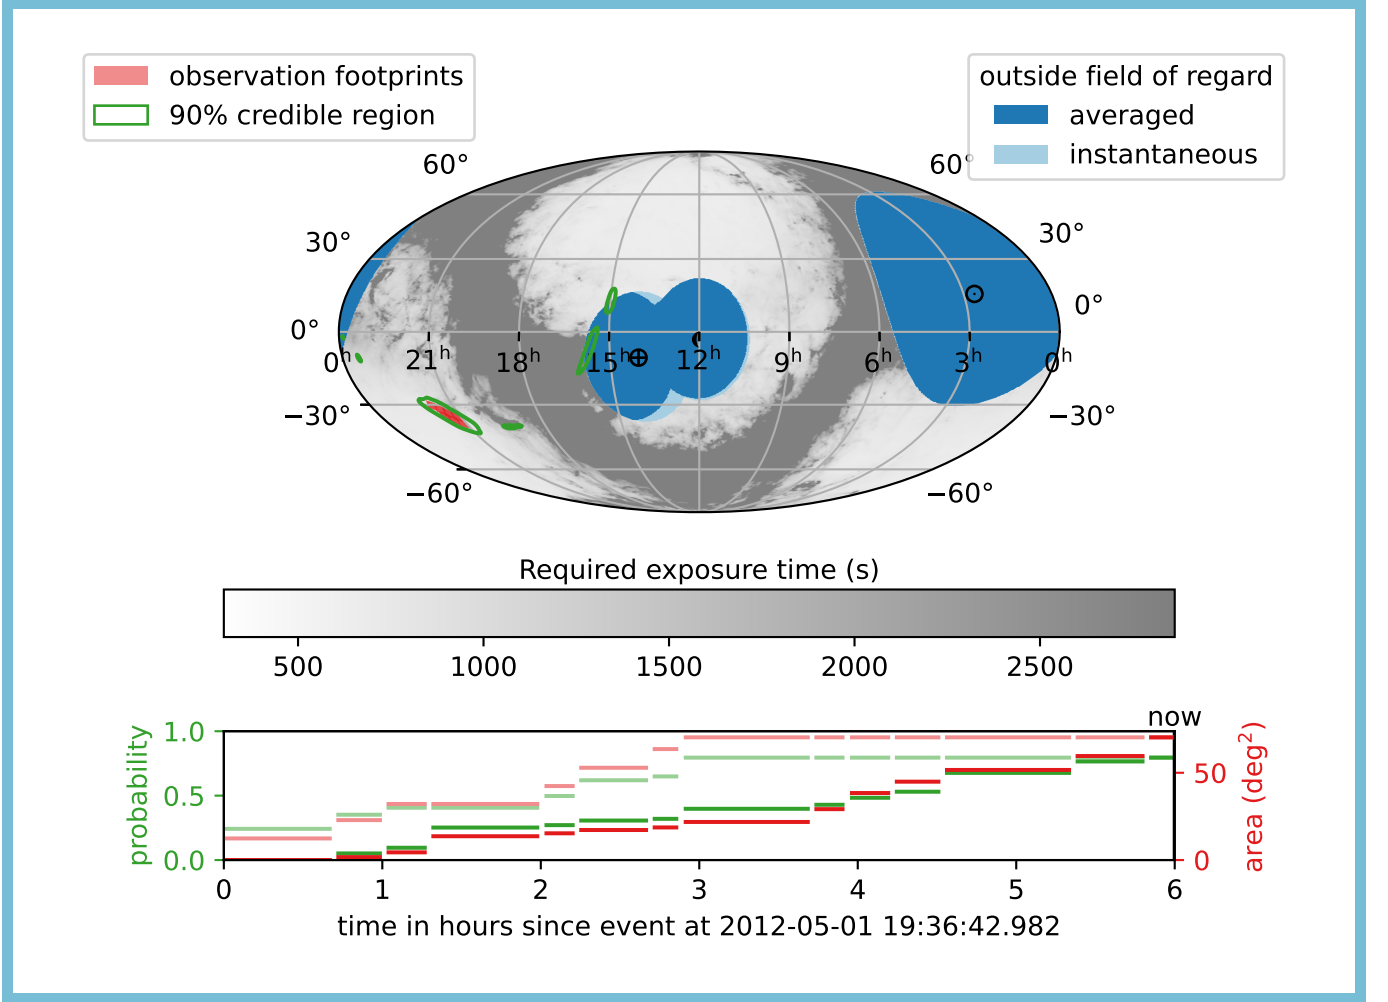 observation footprints
90% credible region
outside field of regard
averaged
instantaneous
60° 60°
30° 30°
0° 0°
0h 21h 18h 15h 12h 9h 6h 3h 0h
−30° −30°
−60° −60°
Required exposure time (s)
500 1000 1500 2000 2500
now
probability
1.0
0.5
0.0
50
0
area (deg²)
0 1 2 3 4 5 6
time in hours since event at 2012-05-01 19:36:42.982